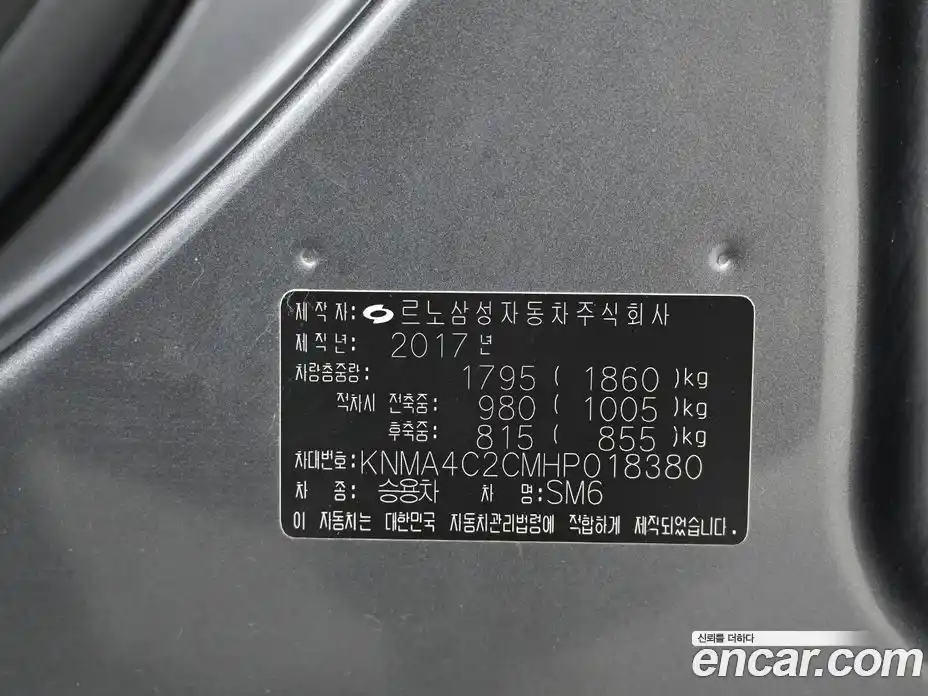 제작자: 르노삼성자동차주식회사
제작년: 2017 년
차량총중량: 1795 ( 1860 )kg
적차시 전축중: 980 ( 1005 )kg
후축중: 815 ( 855 )kg
차대번호:KNMA4C2CMHP018380
차 종: 승용차 차 명:SM6
이 자동차는 대한민국 자동차관리법령에 적합하게 제작되었습니다.
신뢰를 더하다
encar.com